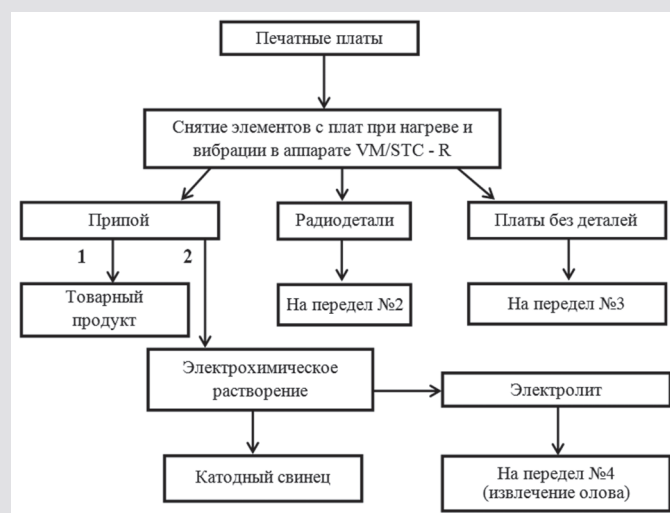 Печатные платы
Снятие элементов с плат при нагреве и
вибрации в аппарате VM/STC - R
Припой
Радиодетали
Платы без деталей
1
2
Товарный
продукт
На передел №2
На передел №3
Электрохимическое
растворение
Электролит
Катодный свинец
На передел №4
(извлечение олова)